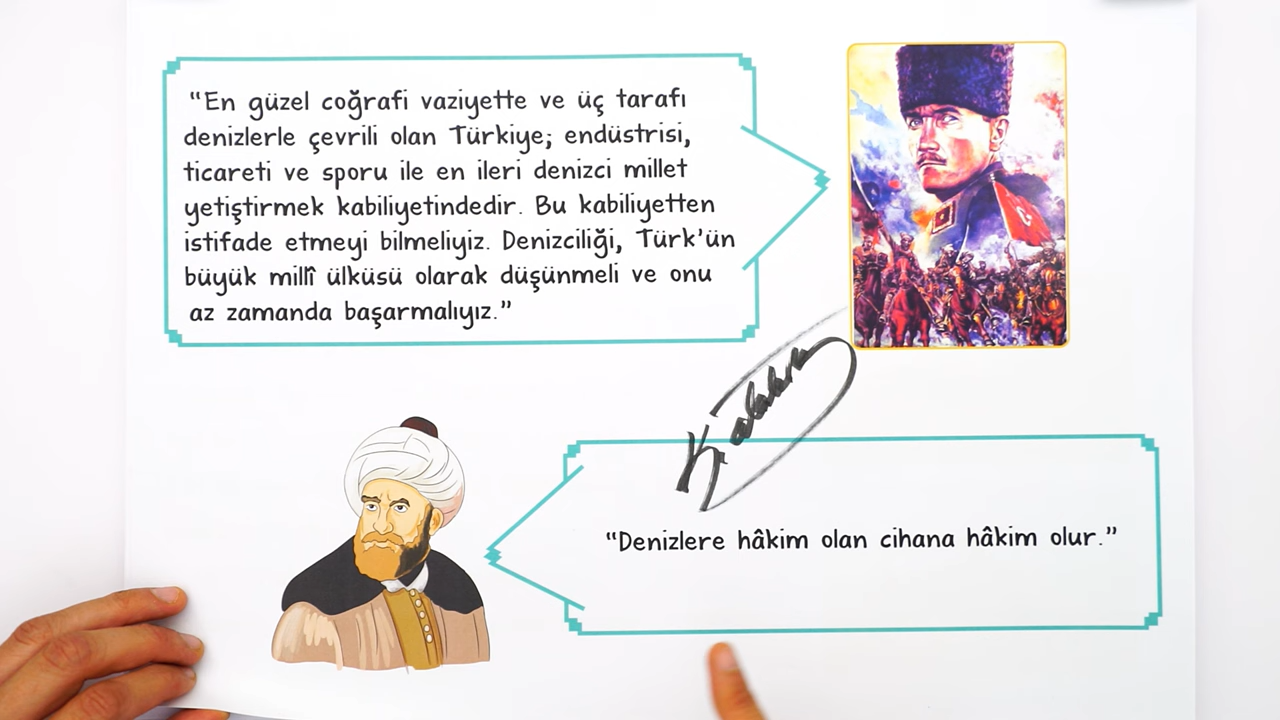 “En güzel coğrafi vaziyette ve üç tarafı
denizlerle çevrili olan Türkiye; endüstrisi,
ticareti ve sporu ile en ileri denizci millet
yetiştirmek kabiliyetindedir. Bu kabiliyetten
istifade etmeyi bilmeliyiz. Denizciliği, Türk’ün
büyük millî ülküsü olarak düşünmeli ve onu
az zamanda başarmalıyız.”
“Denizlere hâkim olan cihana hâkim olur.”